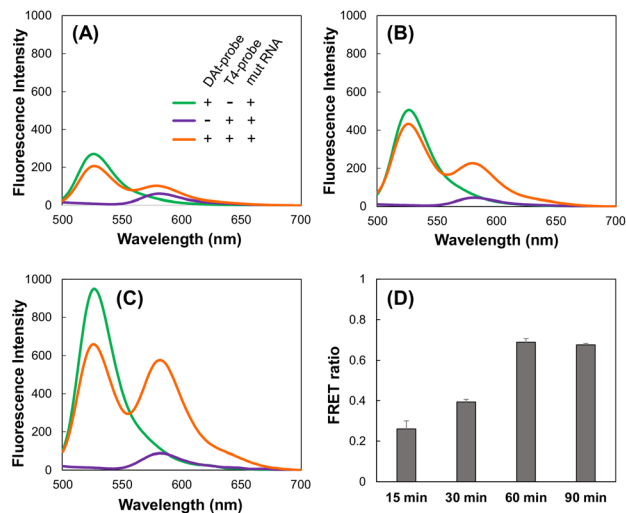 (A)
Fluorescence Intensity
1000
800
600
400
200
0
500
550
600
650
700
Wavelength (nm)
DAt-probe
T4-probe
mut RNA
+ - +
- + +
+ + +
(B)
Fluorescence Intensity
1000
800
600
400
200
0
500
550
600
650
700
Wavelength (nm)
(C)
Fluorescence Intensity
1000
800
600
400
200
0
500
550
600
650
700
Wavelength (nm)
(D)
FRET ratio
1
0.8
0.6
0.4
0.2
0
15 min
30 min
60 min
90 min